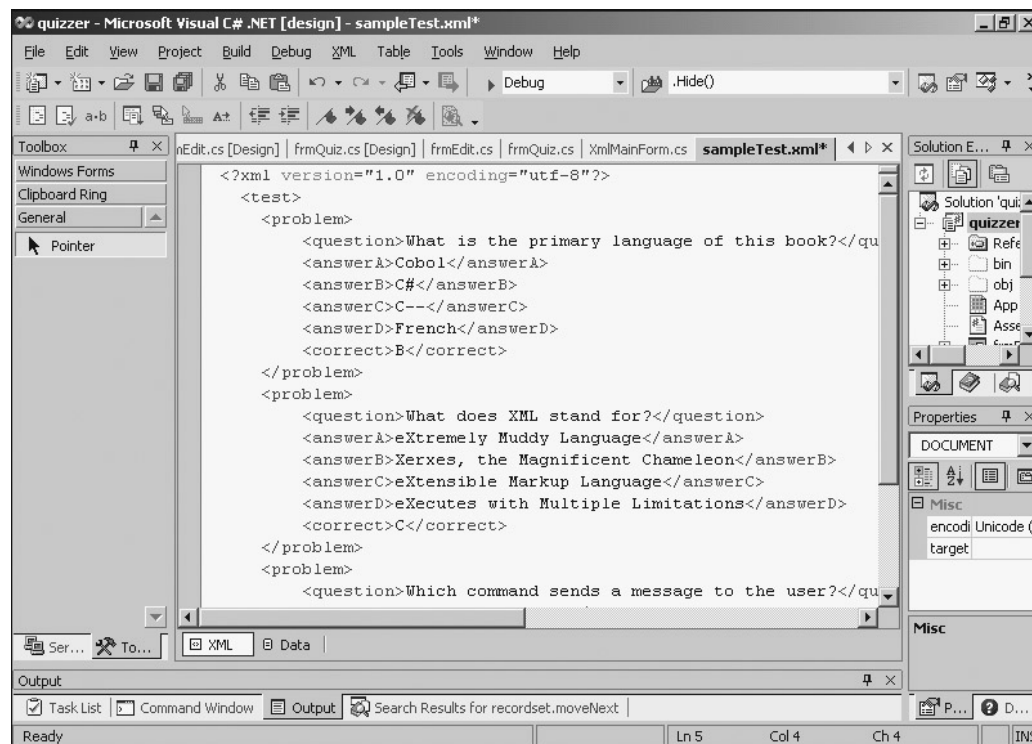 quizzer - Microsoft Visual C# .NET [design] - sampleTest.xml*
File Edit View Project Build Debug XML Table Tools Window Help
Debug .Hide()
Toolbox
Windows Forms
Clipboard Ring
General
Pointer
nEdit.cs [Design] | frmQuiz.cs [Design] | frmEdit.cs | frmQuiz.cs | XmlMainForm.cs sampleTest.xml*
<?xml version="1.0" encoding="utf-8"?>
<test>
<problem>
<question>What is the primary language of this book?</qu
<answerA>Cobol</answerA>
<answerB>C#</answerB>
<answerC>C--</answerC>
<answerD>French</answerD>
<correct>B</correct>
</problem>
<problem>
<question>What does XML stand for?</question>
<answerA>eXtremely Muddy Language</answerA>
<answerB>Xerxes, the Magnificent Chameleon</answerB>
<answerC>eXtensible Markup Language</answerC>
<answerD>eXecutes with Multiple Limitations</answerD>
<correct>C</correct>
</problem>
<problem>
<question>Which command sends a message to the user?</qu
XML Data
Solution E...
Solution 'qui
quizzer
Refe
bin
obj
App
Asse
Properties
DOCUMENT
Misc
encodi Unicode (
target
Misc
Ser... To...
Output
Task List Command Window Output Search Results for recordset.moveNext
P... D...
Ready Ln 5 Col 4 Ch 4 IN